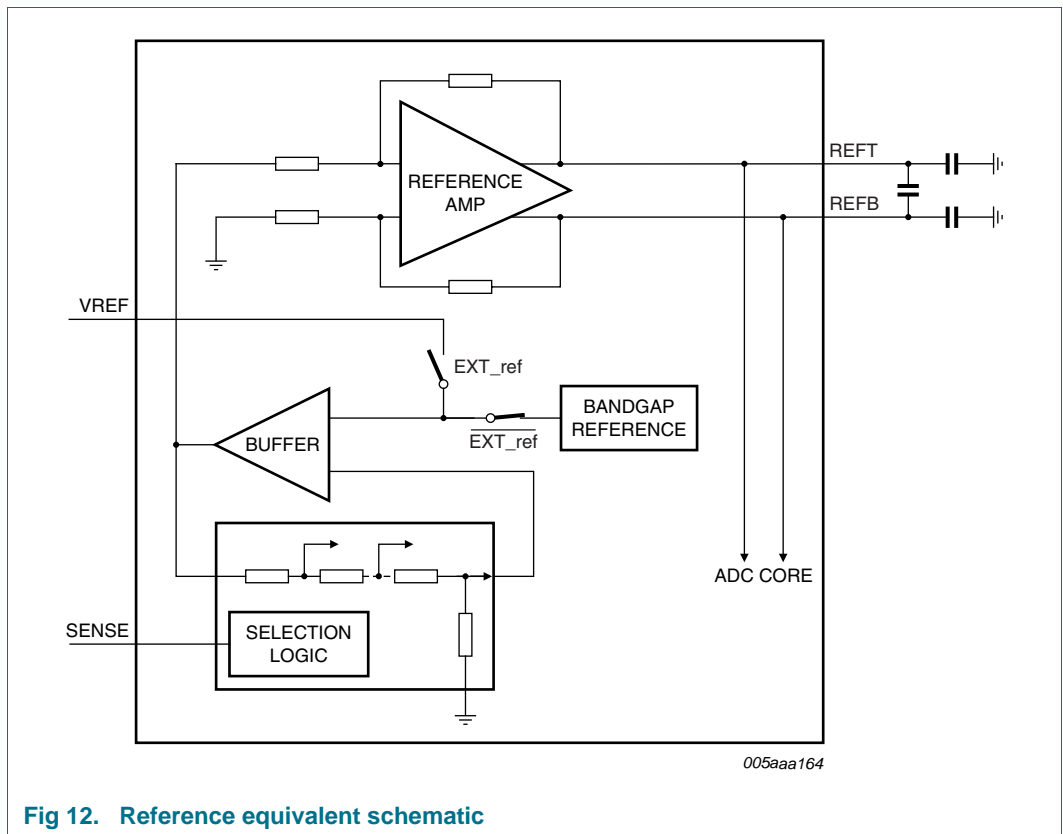 REFERENCE
AMP
REFT
REFB
VREF
EXT_ref
BANDGAP
REFERENCE
EXT_ref
BUFFER
ADC CORE
SENSE
SELECTION
LOGIC
005aaa164
Fig 12. Reference equivalent schematic